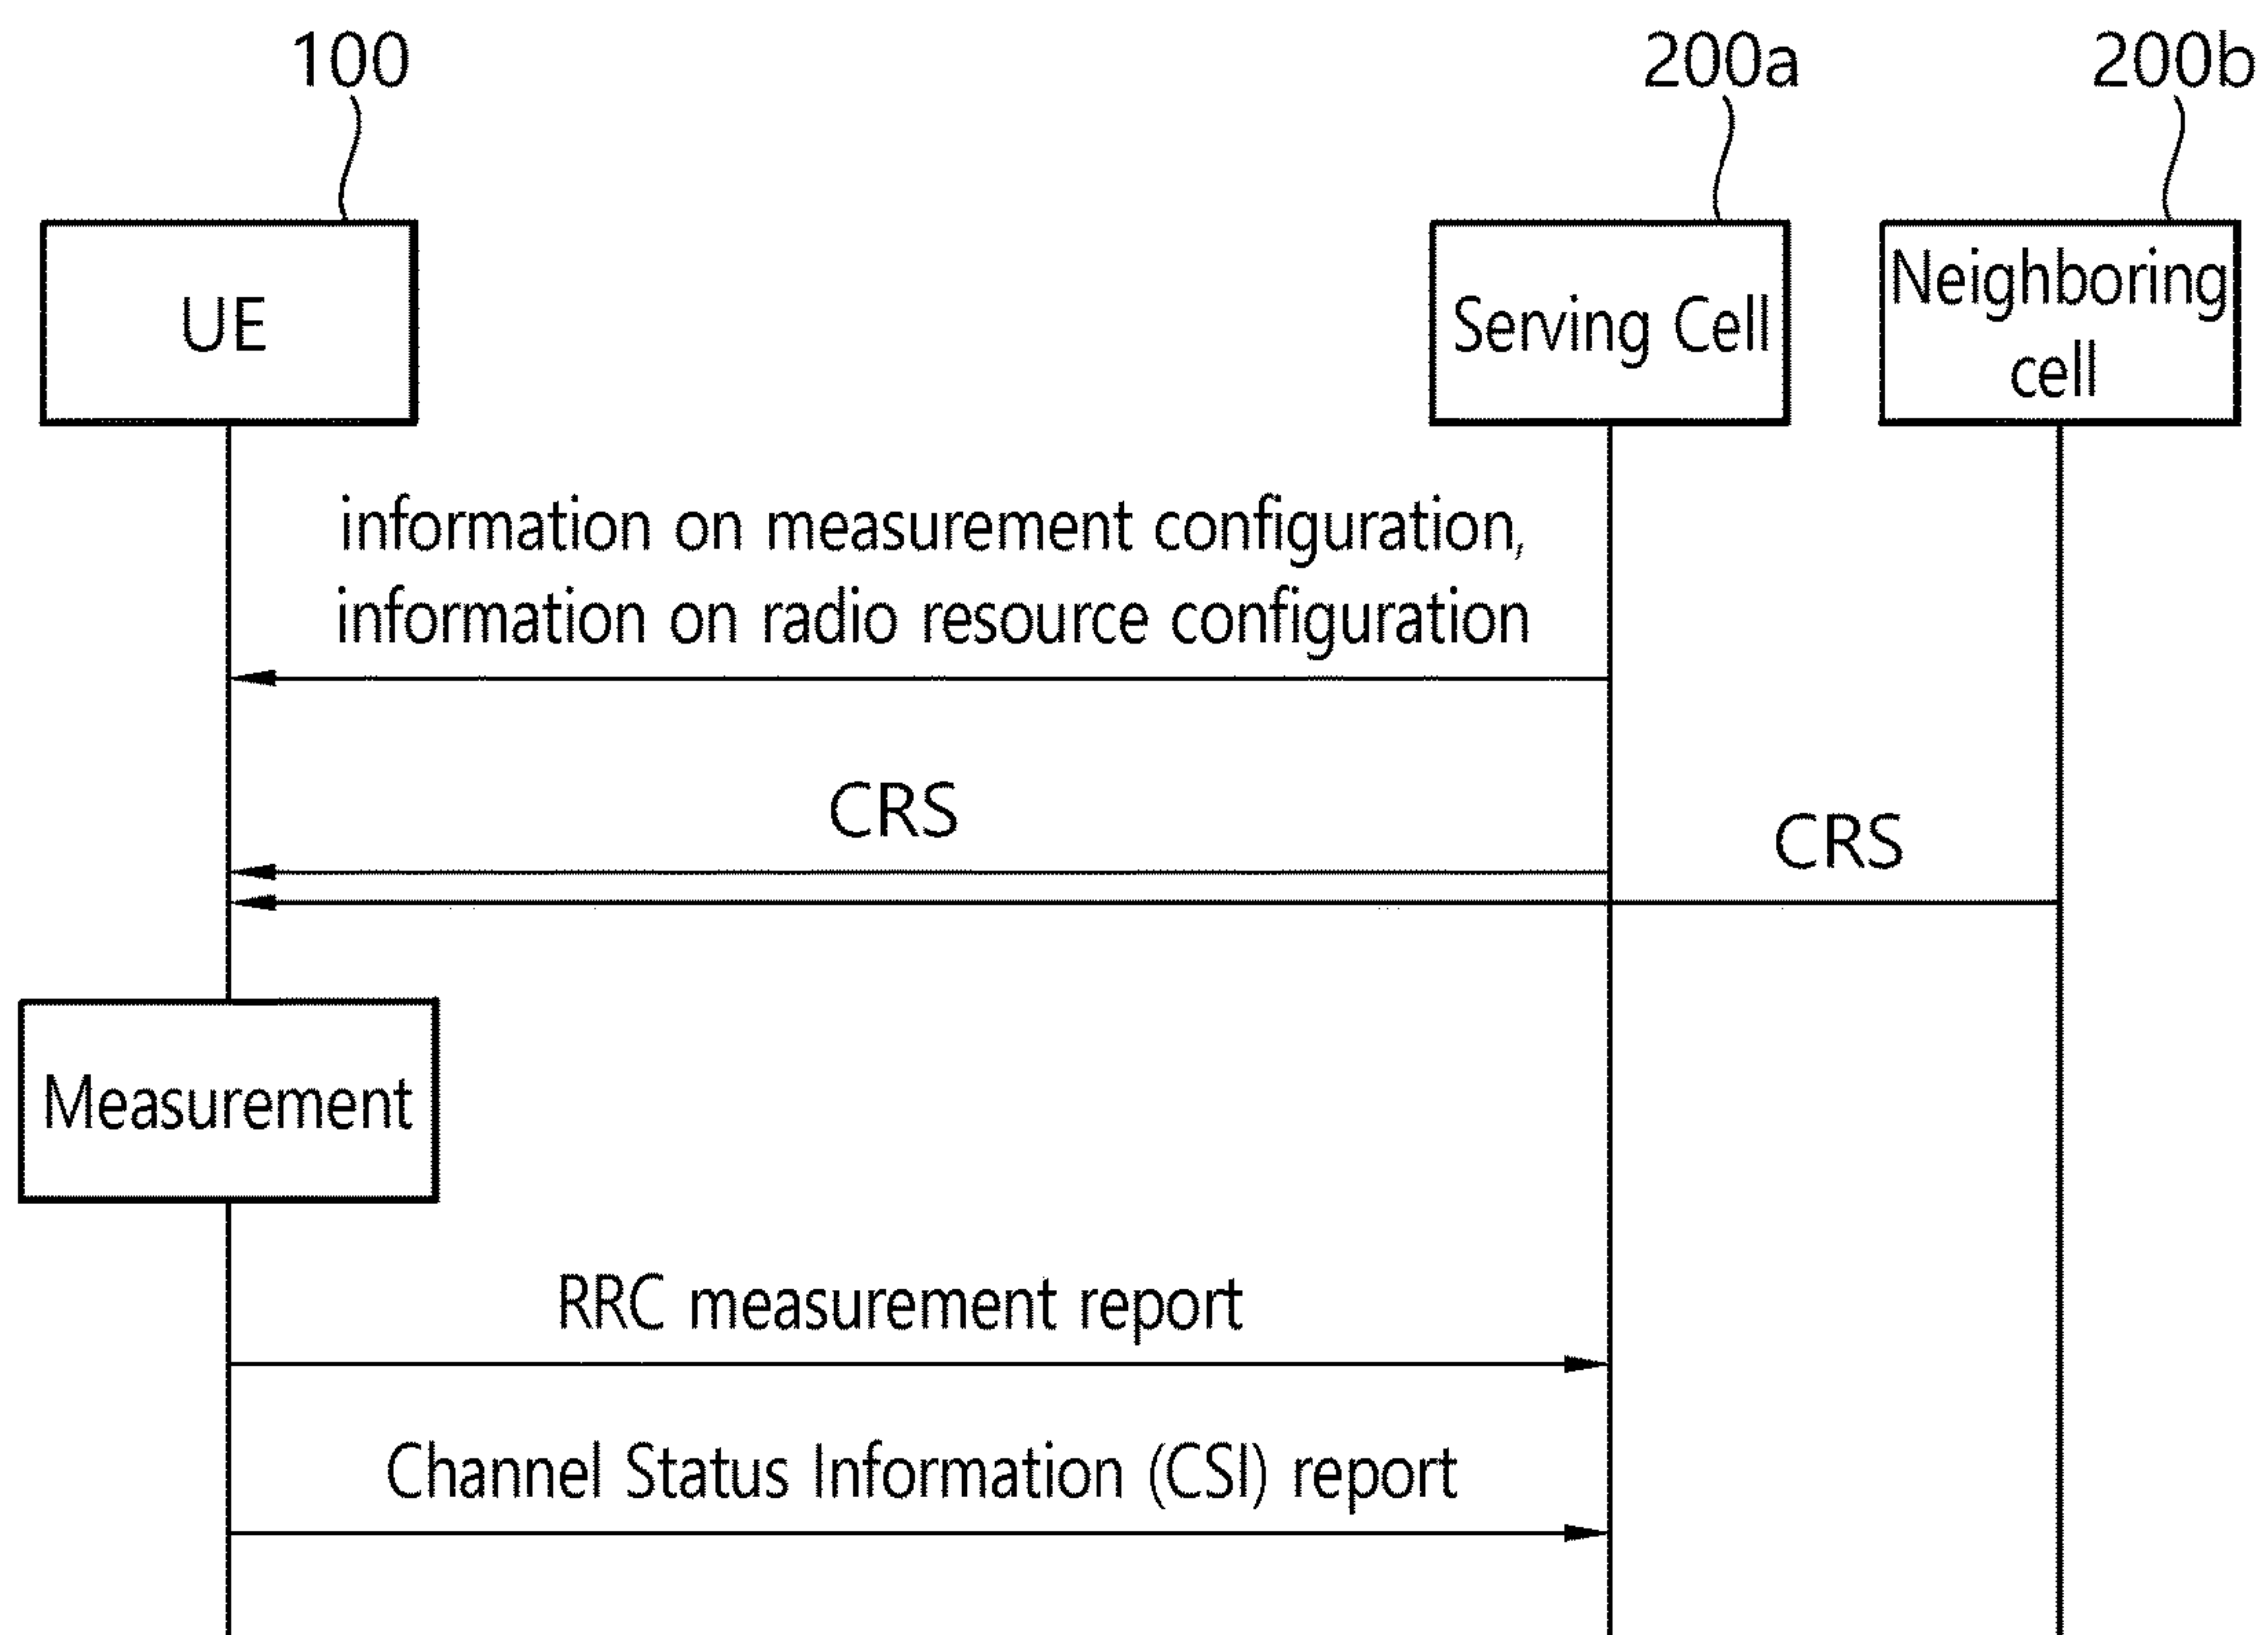 100
200a
200b
UE
Serving Cell
Neighboring
cell
information on measurement configuration,
information on radio resource configuration
CRS
CRS
Measurement
RRC measurement report
Channel Status Information (CSI) report